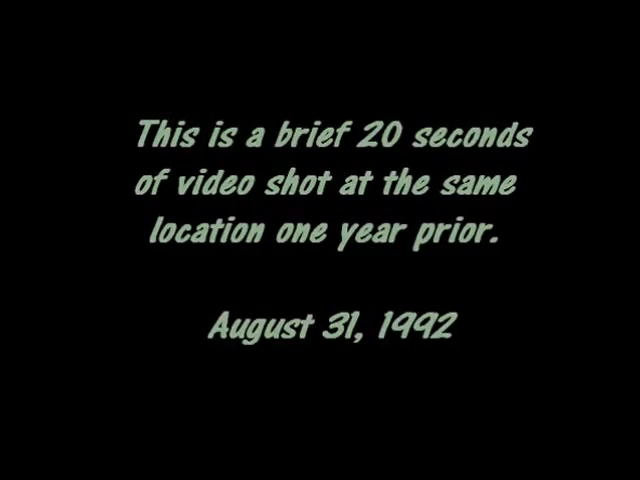 This is a brief 20 seconds
of video shot at the same
location one year prior.
August 31, 1992